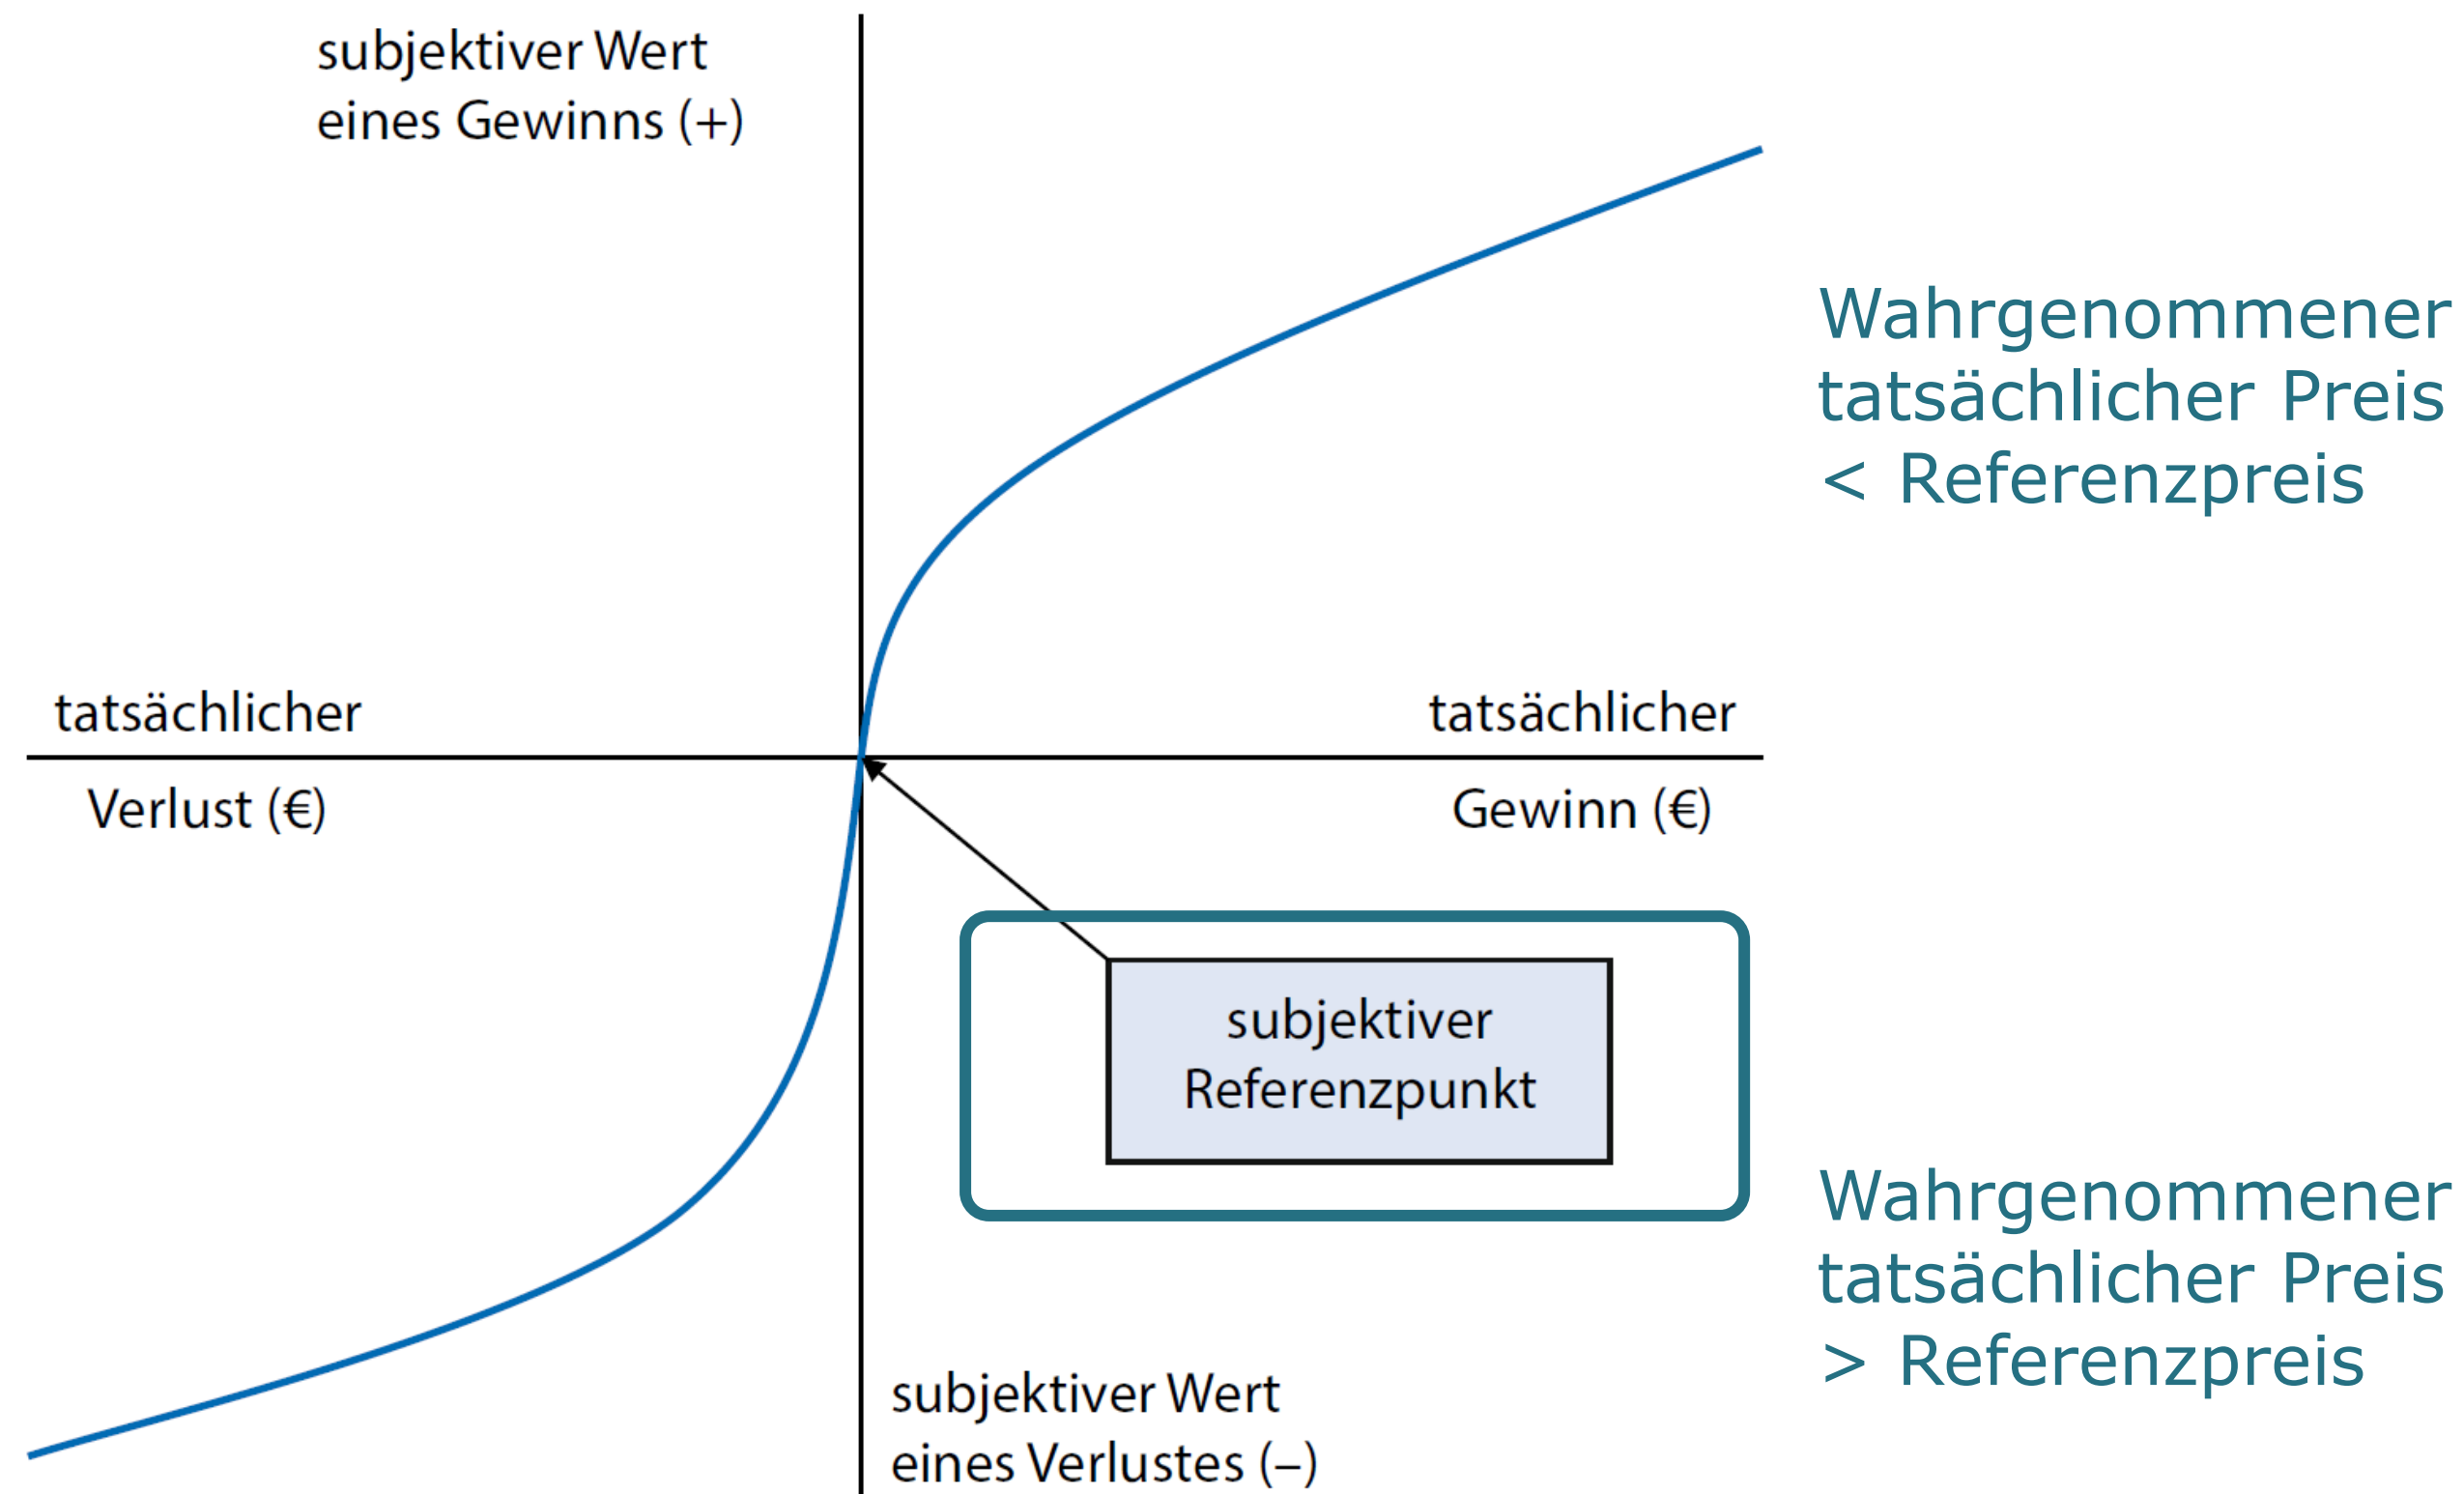 subjektiver Wert
eines Gewinns (+)
Wahrgenommener
tatsächlicher Preis
< Referenzpreis
tatsächlicher
Verlust (€)
tatsächlicher
Gewinn (€)
subjektiver
Referenzpunkt
Wahrgenommener
tatsächlicher Preis
> Referenzpreis
subjektiver Wert
eines Verlustes (–)